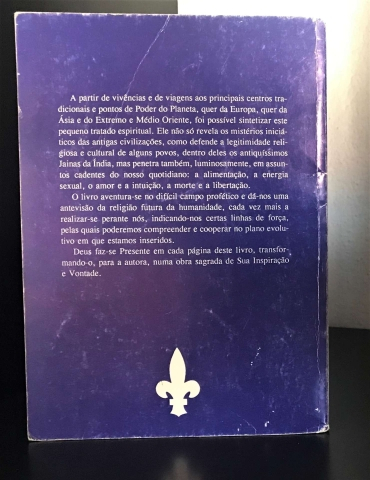 A partir de vivências e de viagens aos principais centros tra-
dicionais e pontos de Poder do Planeta, quer da Europa, quer da
Ásia e do Extremo e Médio Oriente, foi possível sintetizar este
pequeno tratado espiritual. Ele não só revela os mistérios iniciá-
ticos das antigas civilizações, como defende a legitimidade reli-
giosa e cultural de alguns povos, dentro deles os antiquíssimos
Jainas da Índia, mas penetra também, luminosamente, em assun-
tos cadentes do nosso quotidiano: a alimentação, a energia
sexual, o amor e a intuição, a morte e a libertação.
O livro aventura-se no difícil campo profético e dá-nos uma
antevisão da religião futura da humanidade, cada vez mais a
realizar-se perante nós, indicando-nos certas linhas de força,
pelas quais poderemos compreender e cooperar no plano evolu-
tivo em que estamos inseridos.
Deus faz-se Presente em cada página deste livro, transfor-
mando-o, para a autora, numa obra sagrada de Sua Inspiração
e Vontade.